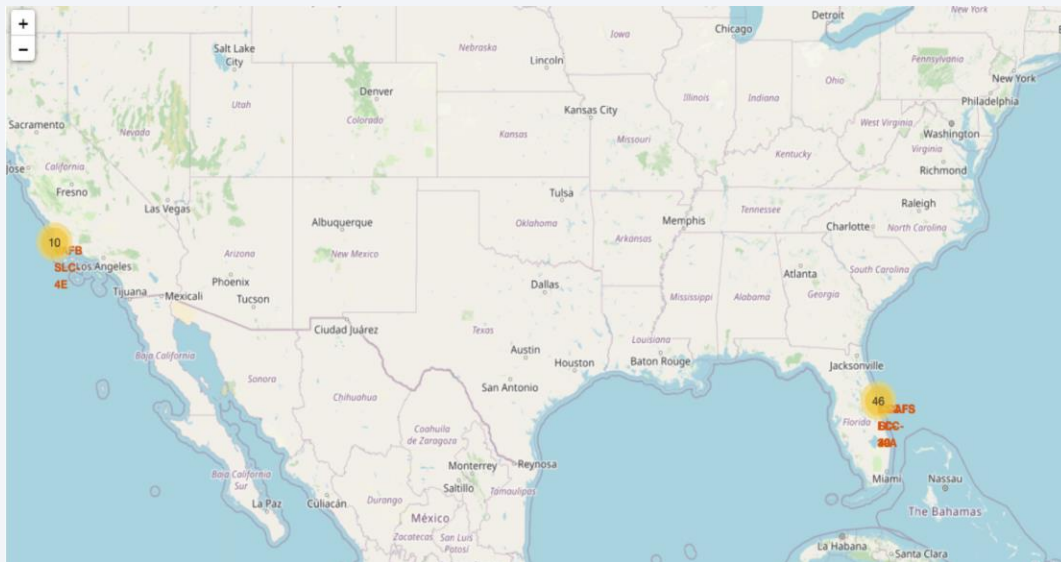 +
−
Salt Lake
City
Nebraska
Iowa
Chicago
Detroit
New York
Lincoln
Pennsylvania
New York
Utah
Denver
Illinois
Indiana
Ohio
Philadelphia
Sacramento
Nevada
Colorado
Kansas City
Kansas
Missouri
West Virginia
Washington
Jose
California
Kentucky
Virginia
Richmond
Fresno
Las Vegas
Tulsa
Raleigh
Albuquerque
Oklahoma
Memphis
Tennessee
Charlotte
North Carolina
10
AFB
SLC-
4E
Los Angeles
Arizona
New Mexico
Arkansas
Atlanta
South Carolina
Phoenix
Tijuana
Mexicali
Tucson
Dallas
Mississippi
Alabama
Georgia
Ciudad Juárez
Texas
Louisiana
Baja California
Austin
Houston
Baton Rouge
Jacksonville
Sonora
San Antonio
Chihuahua
46
AFS
Florida
Coahuila
de Zaragoza
Monterrey
Reynosa
Baja California
Sur
Saltillo
Tamaulipas
Miami
Nassau
La Paz
Culiacán
Durango
The Bahamas
México
Zacatecas
San Luis
Potosí
La Habana
Santa Clara